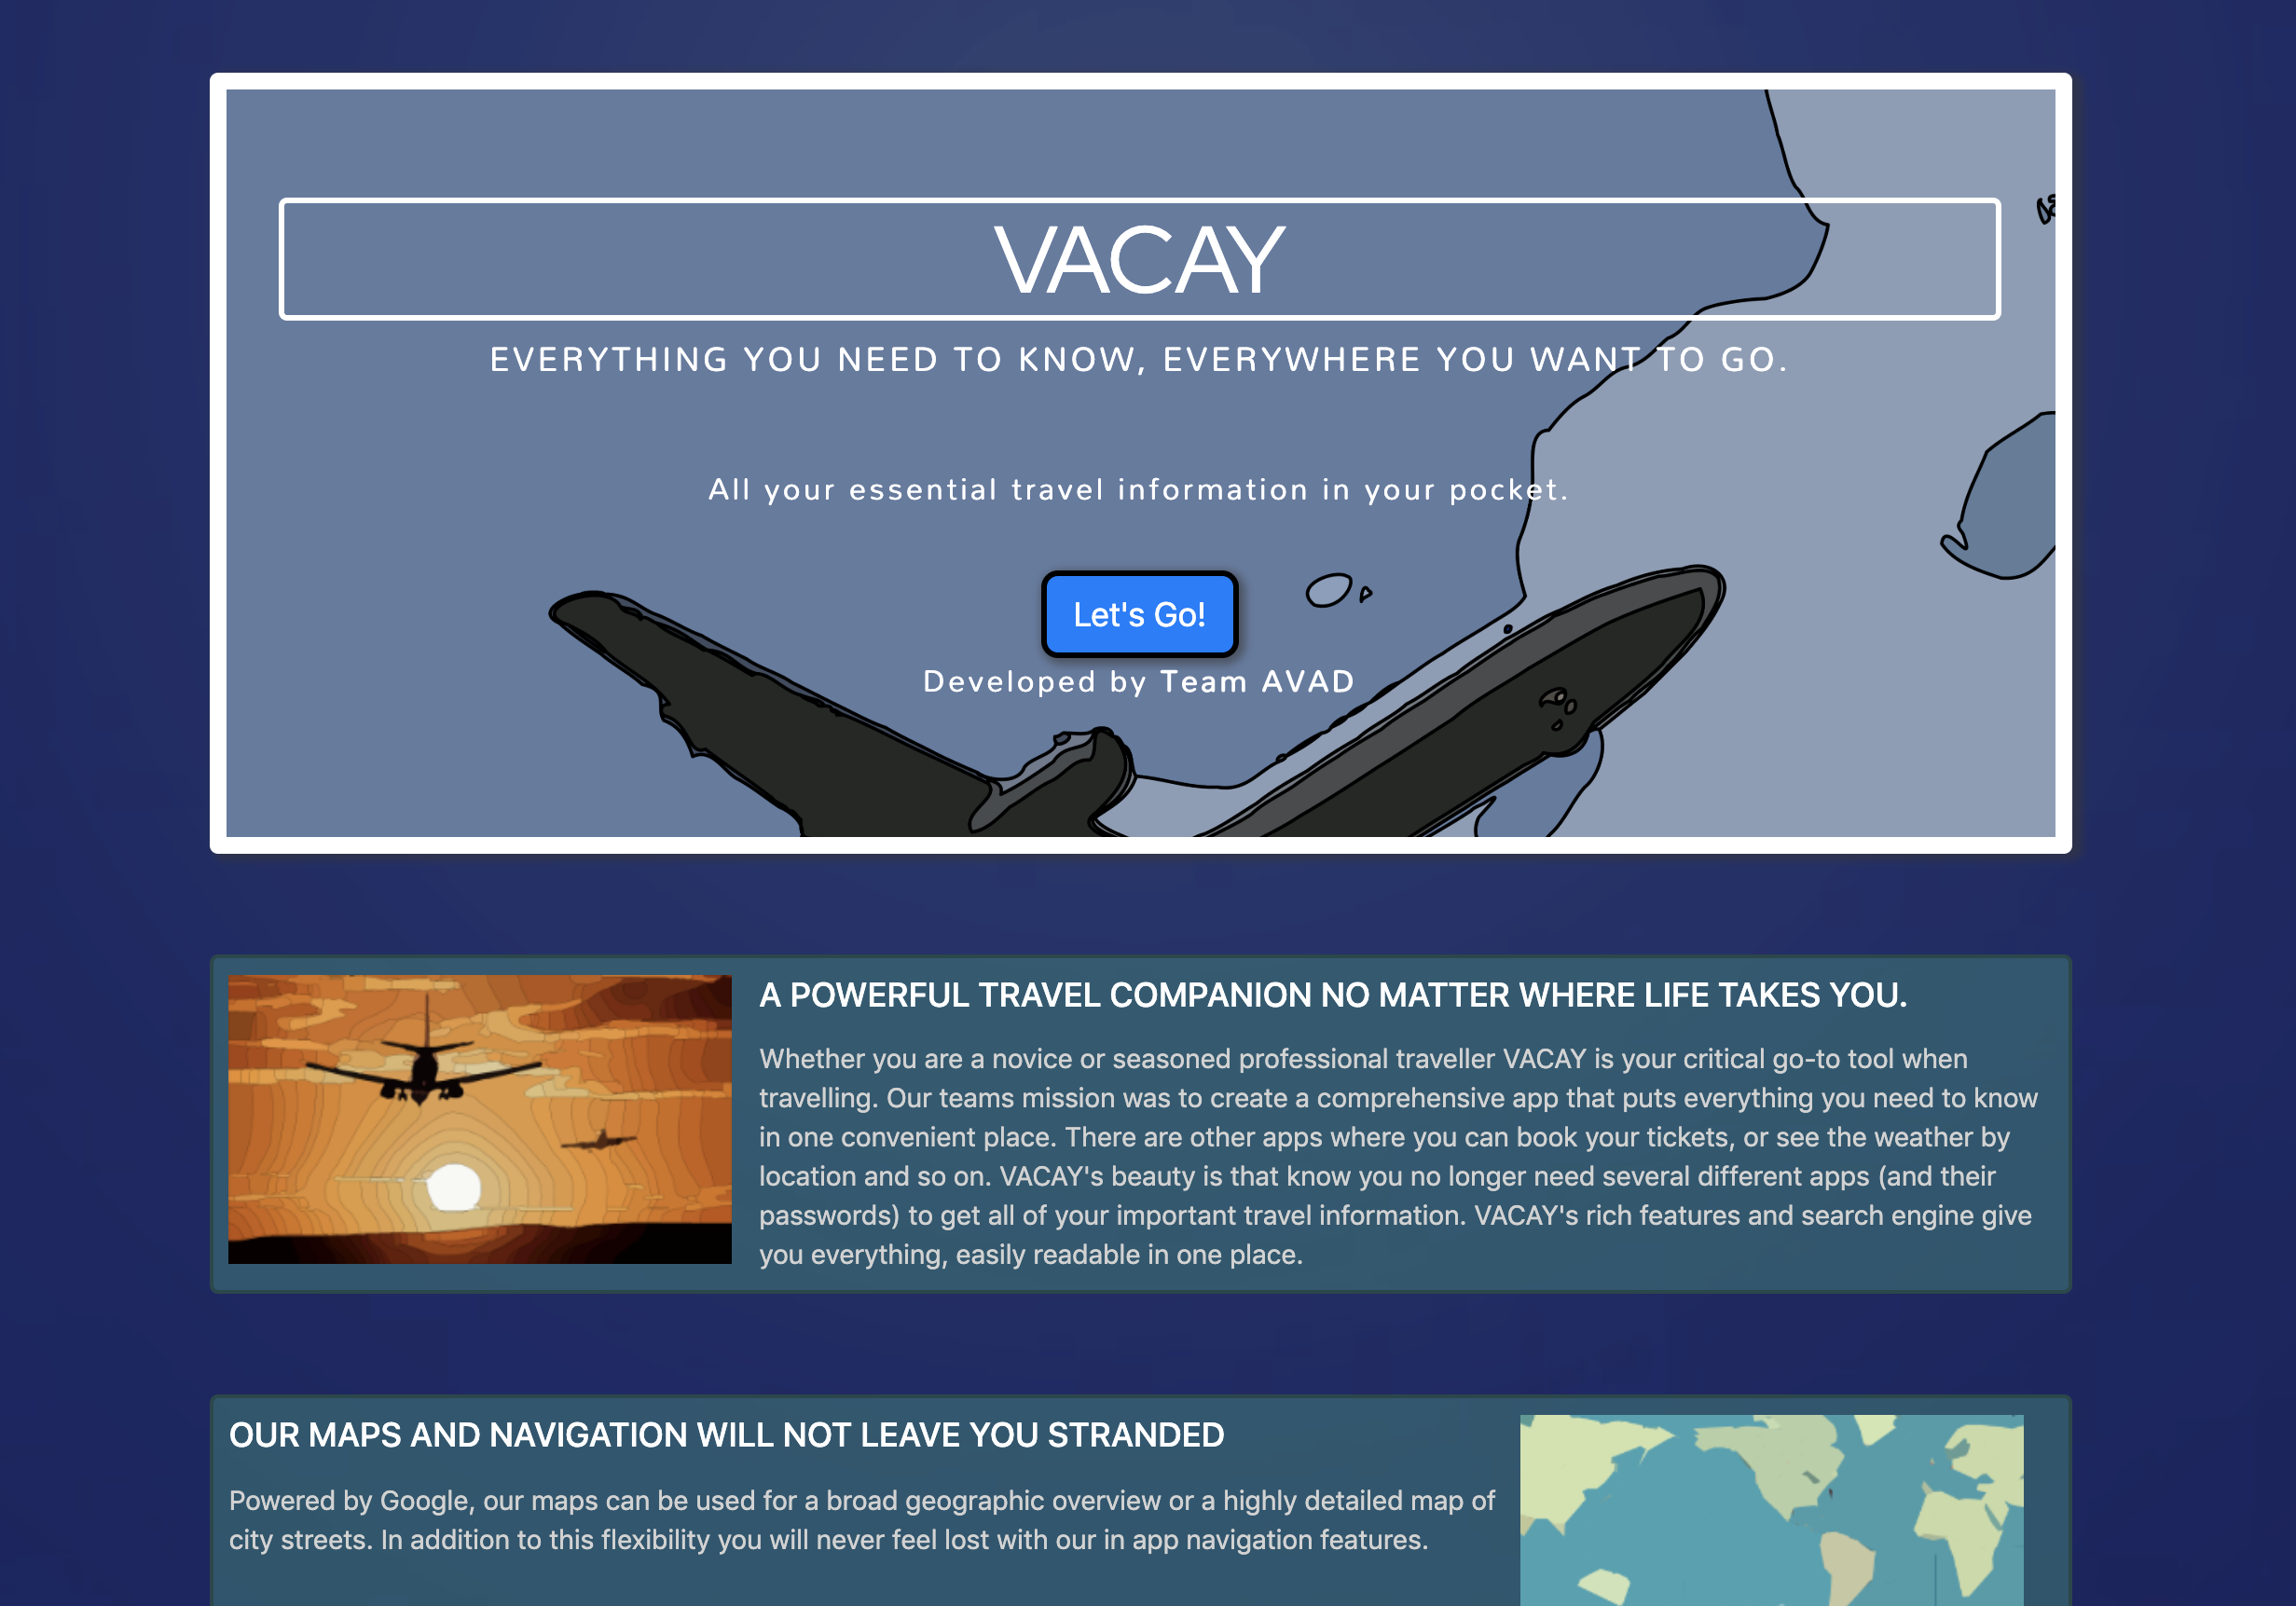 VACAY
EVERYTHING YOU NEED TO KNOW, EVERYWHERE YOU WANT TO GO.
All your essential travel information in your pocket.
Let's Go!
Developed by Team AVAD
A POWERFUL TRAVEL COMPANION NO MATTER WHERE LIFE TAKES YOU.
Whether you are a novice or seasoned professional traveller VACAY is your critical go-to tool when
travelling. Our teams mission was to create a comprehensive app that puts everything you need to know
in one convenient place. There are other apps where you can book your tickets, or see the weather by
location and so on. VACAY's beauty is that know you no longer need several different apps (and their
passwords) to get all of your important travel information. VACAY's rich features and search engine give
you everything, easily readable in one place.
OUR MAPS AND NAVIGATION WILL NOT LEAVE YOU STRANDED
Powered by Google, our maps can be used for a broad geographic overview or a highly detailed map of
city streets. In addition to this flexibility you will never feel lost with our in app navigation features.